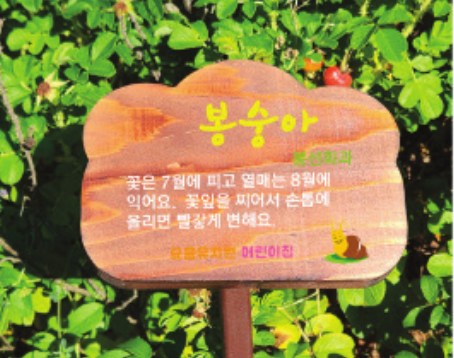 봉숭아
봉선화과
꽃은 7월에 피고 열매는 8월에
익어요. 꽃잎을 찌어서 손톱에
올리면 빨갛게 변해요.
어린이집